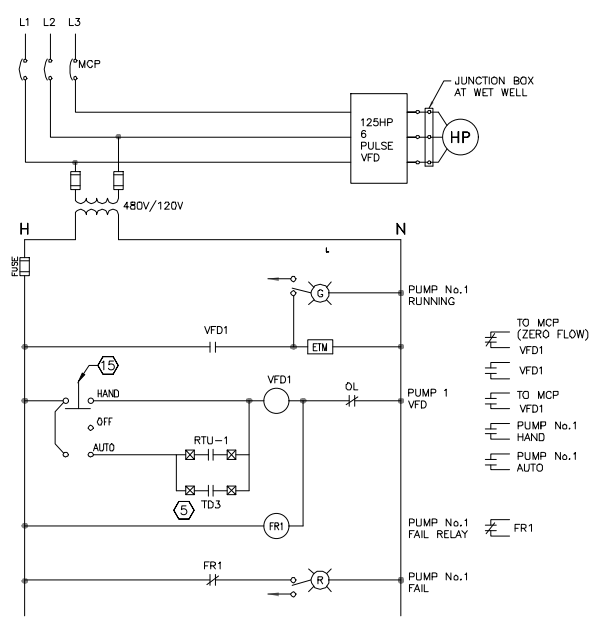 L1 L2 L3
MCP
JUNCTION BOX
AT WET WELL
125HP
6
PULSE
VFD
HP
480V/120V
H
N
L
FUSE
G
PUMP No.1
RUNNING
VFD1
ETM
TO MCP
(ZERO FLOW)
VFD1
VFD1
15
HAND
VFD1
OL
PUMP 1
VFD
TO MCP
VFD1
OFF
PUMP No.1
HAND
AUTO
RTU-1
PUMP No.1
AUTO
5
TD3
FR1
PUMP No.1
FAIL RELAY
FR1
FR1
R
PUMP No.1
FAIL